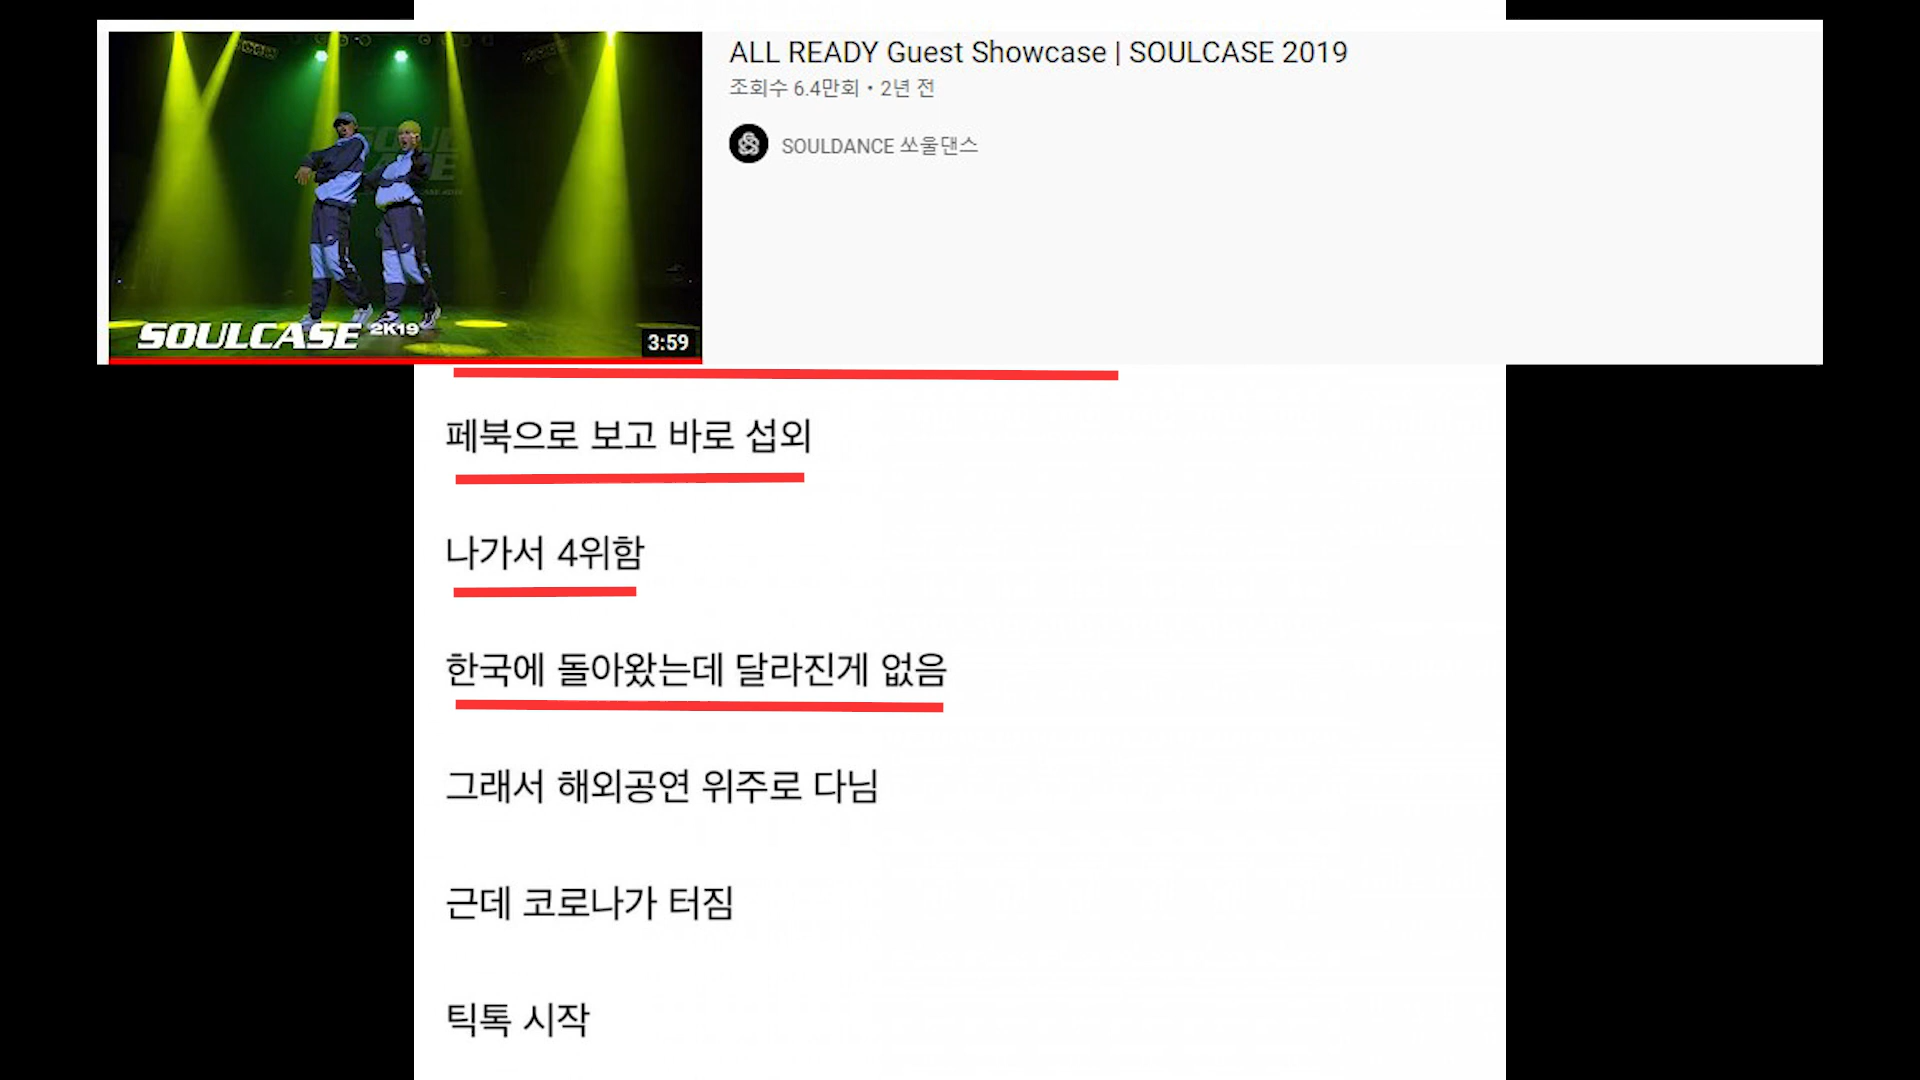 ALL READY Guest Showcase | SOULCASE 2019
조회수 6.4만회 • 2년 전
SOULDANCE 쏘울댄스
SOUL
CASE
SOULCASE 2K19
3:59
페북으로 보고 바로 섭외
나가서 4위함
한국에 돌아왔는데 달라진게 없음
그래서 해외공연 위주로 다님
근데 코로나가 터짐
틱톡 시작